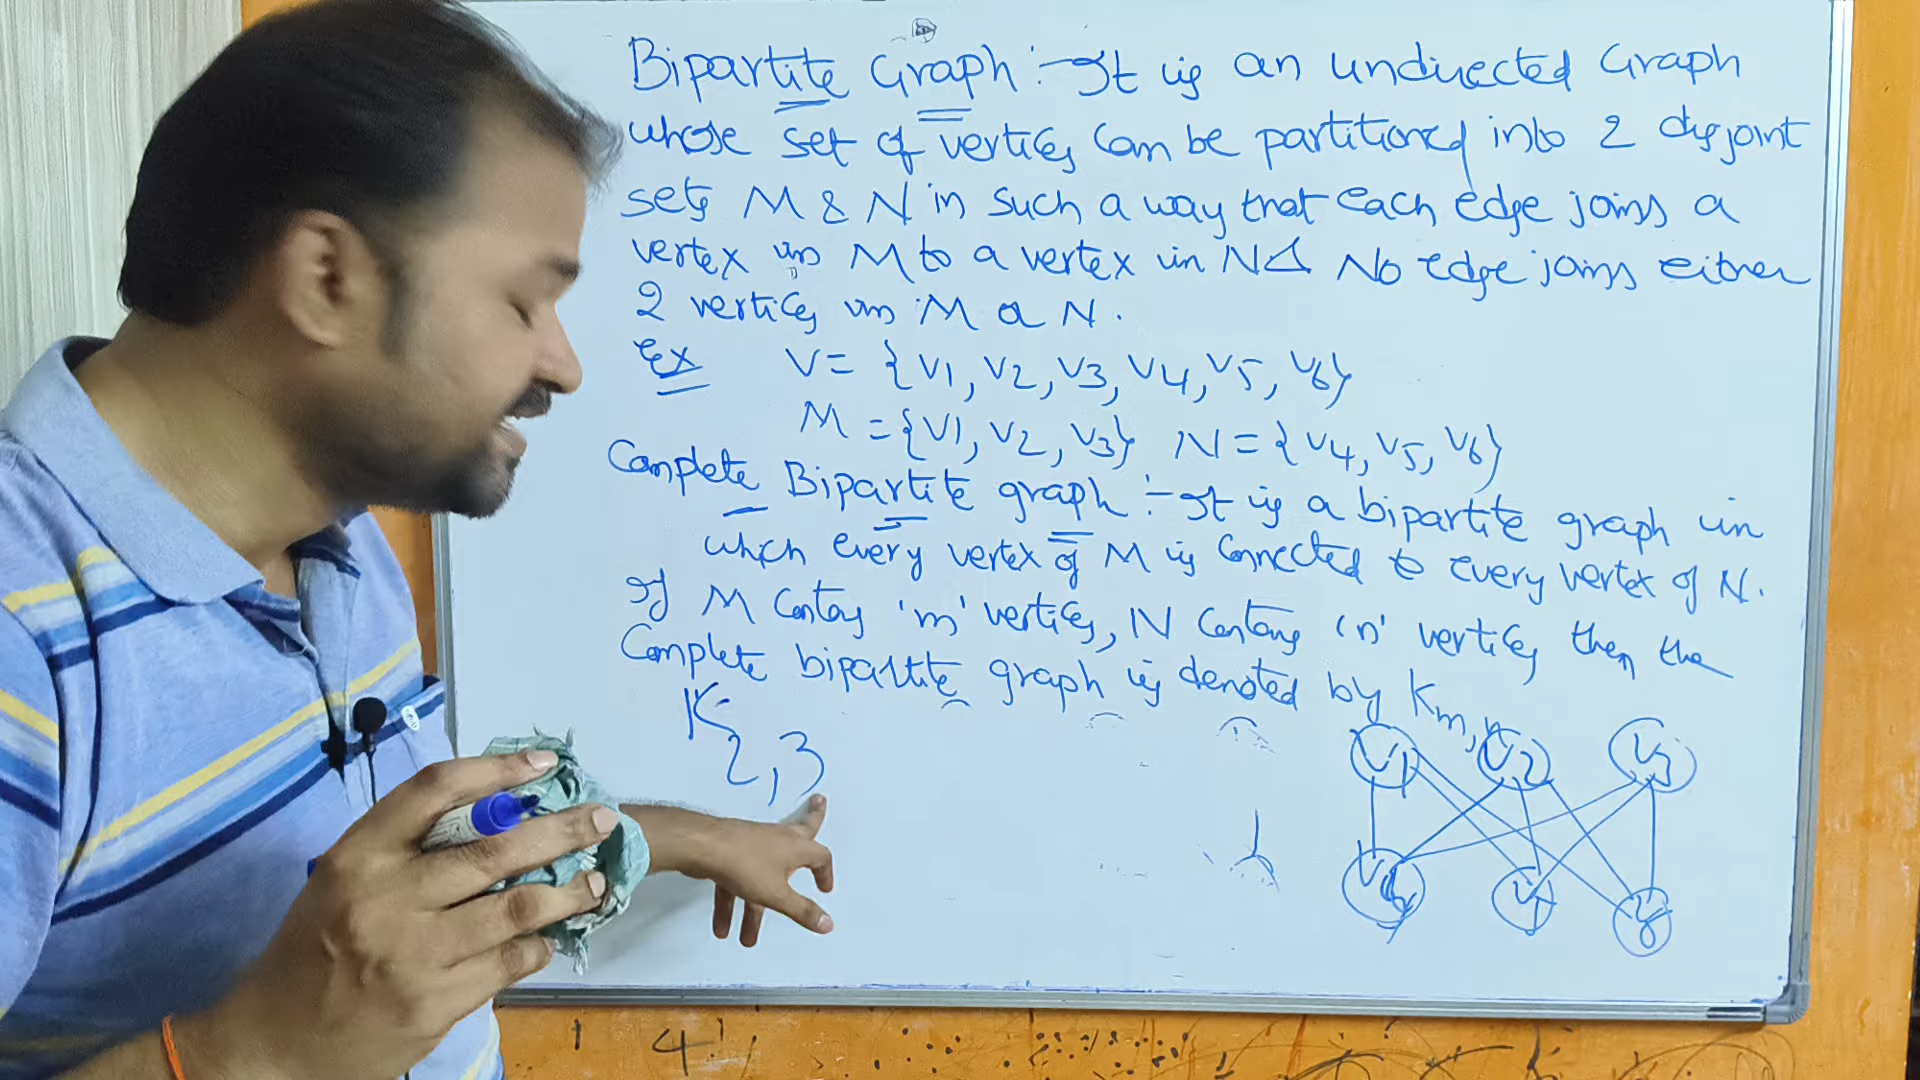 Bipartite Graph :- It is an undirected Graph
whose set of vertices can be partitioned into 2 disjoint
sets M & N in such a way that each edge joins a
vertex in M to a vertex in N & No edge joins either
2 vertices in M or N.
Ex V = {V1, V2, V3, V4, V5, V6}
M = {V1, V2, V3} N = {V4, V5, V6}
Complete Bipartite graph :- It is a bipartite graph in
which every vertex of M is connected to every vertex of N.
If M contains 'm' vertices, N contains 'n' vertices then the
Complete bipartite graph is denoted by Km,n
K2,3
V1 V2 V3
V4
4